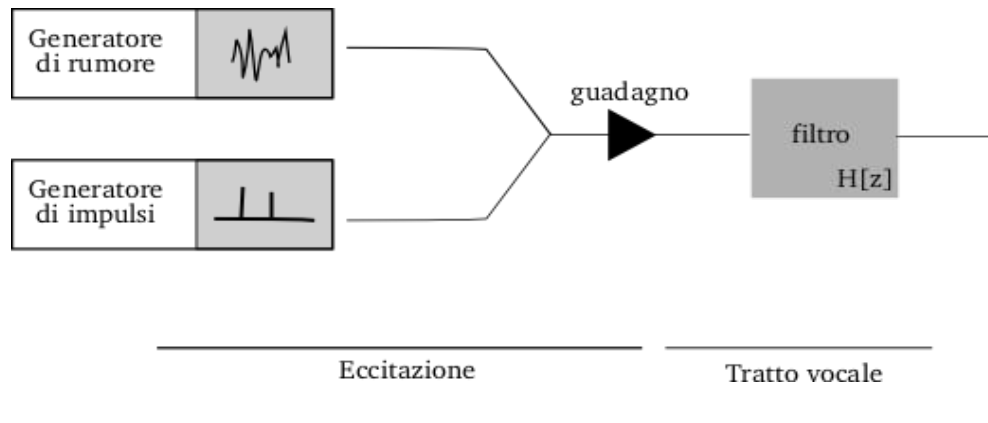 Generatore
di rumore
guadagno
filtro
H[z]
Generatore
di impulsi
Eccitazione
Tratto vocale